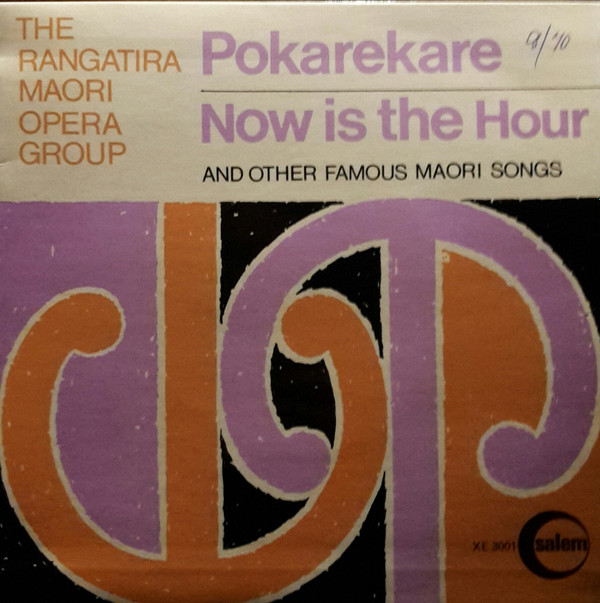 THE
RANGATIRA
MAORI
OPERA
GROUP
Pokarekare
Now is the Hour
AND OTHER FAMOUS MAORI SONGS
XE 3001
salem